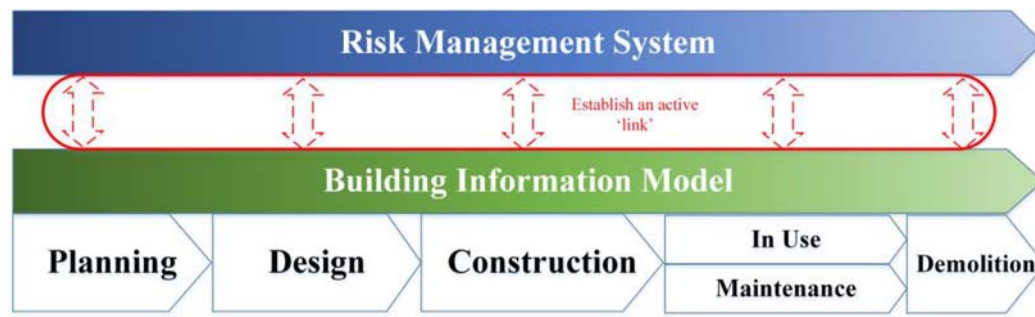 Risk Management System
Establish an active
‘link’
Building Information Model
Planning
Design
Construction
In Use
Maintenance
Demolition